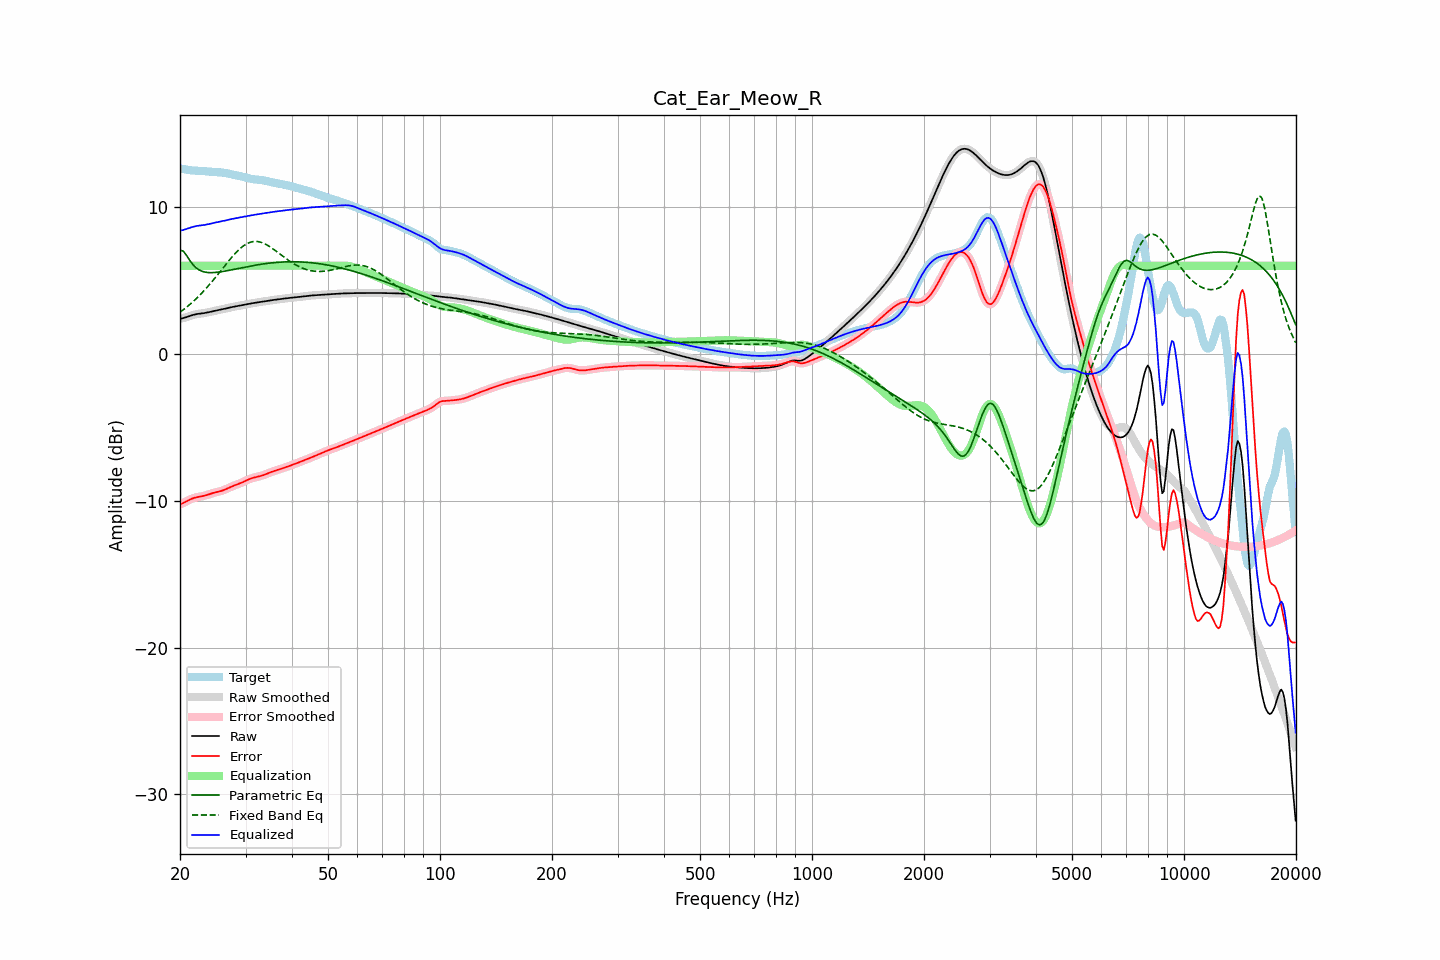 Cat_Ear_Meow_R
Amplitude (dBr)
10
0
−10
−20
−30
Target
Raw Smoothed
Error Smoothed
Raw
Error
Equalization
Parametric Eq
Fixed Band Eq
Equalized
20 50 100 200 500 1000 2000 5000 10000 20000
Frequency (Hz)